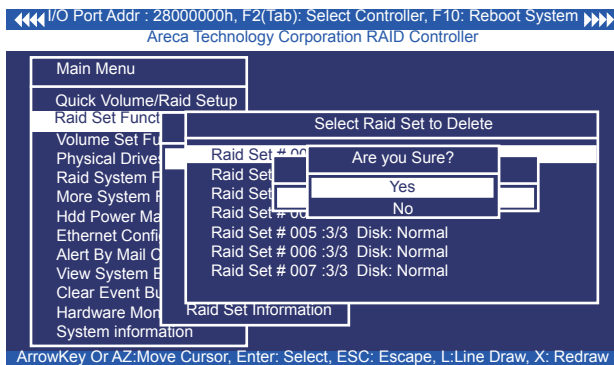 I/O Port Addr : 28000000h, F2(Tab): Select Controller, F10: Reboot System
Areca Technology Corporation RAID Controller
Main Menu
Quick Volume/Raid Setup
Raid Set Funct
Volume Set Fu
Physical Drives
Raid System F
More System F
Hdd Power Ma
Ethernet Confi
Alert By Mail C
View System E
Clear Event Bu
Hardware Mon
System information
Raid Set Information
Select Raid Set to Delete
Raid Set # 00
Raid Set
Raid Set
Raid Set # 00
Raid Set # 005 :3/3 Disk: Normal
Raid Set # 006 :3/3 Disk: Normal
Raid Set # 007 :3/3 Disk: Normal
Are you Sure?
Yes
No
ArrowKey Or AZ:Move Cursor, Enter: Select, ESC: Escape, L:Line Draw, X: Redraw